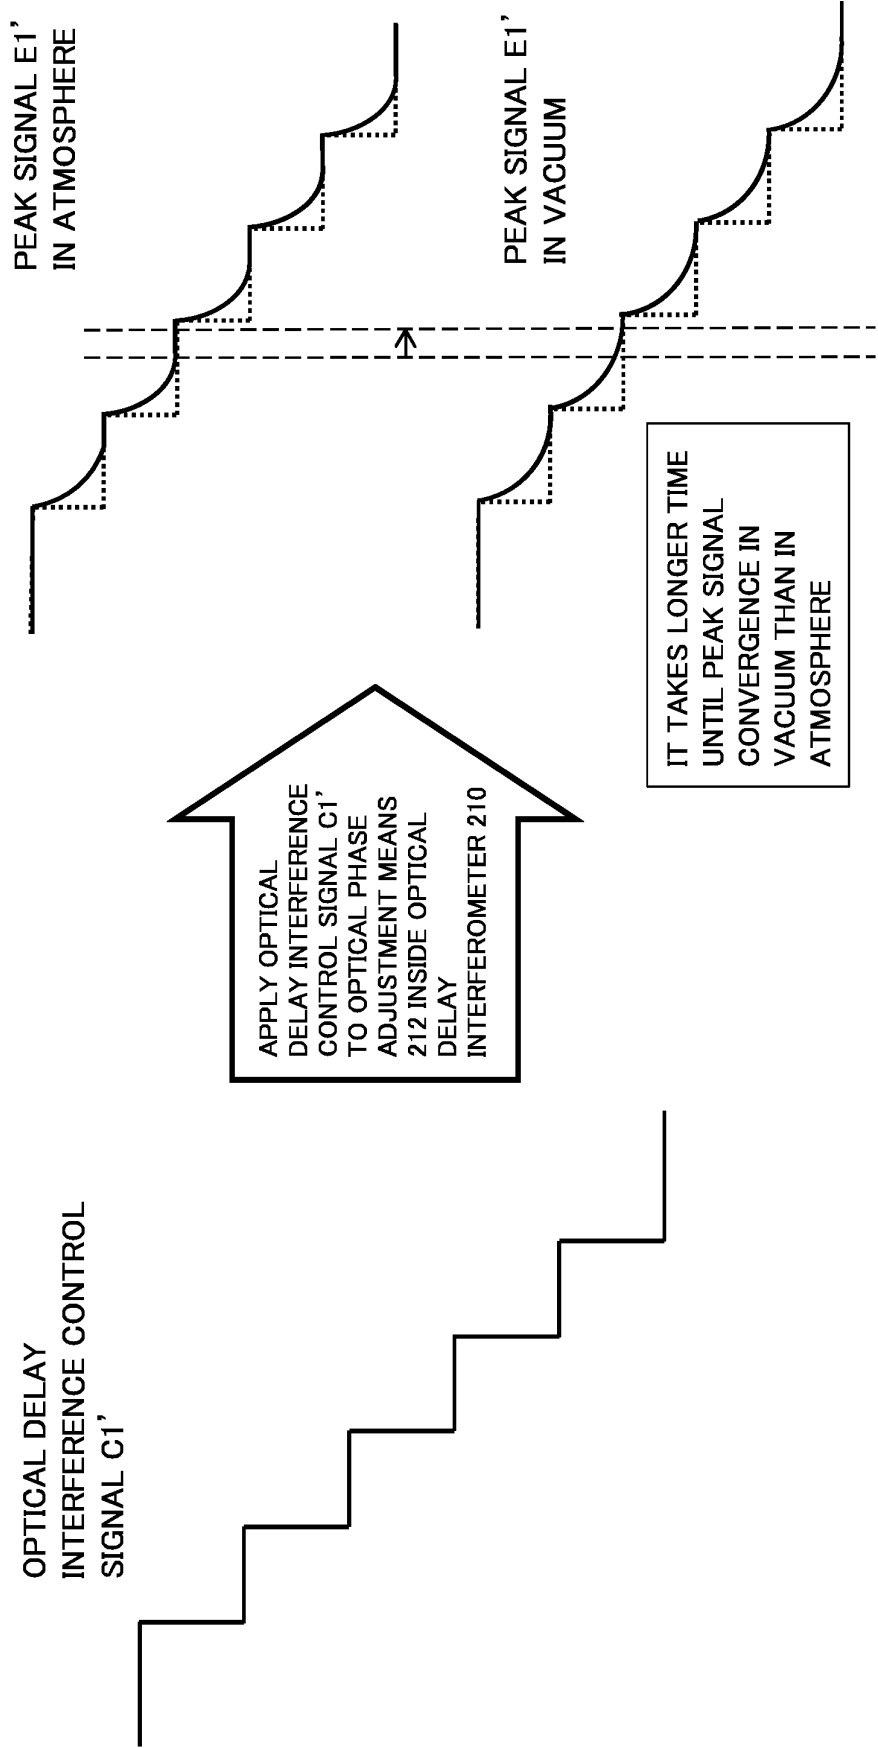 OPTICAL DELAY
INTERFERENCE CONTROL
SIGNAL C1'
APPLY OPTICAL
DELAY INTERFERENCE
CONTROL SIGNAL C1'
TO OPTICAL PHASE
ADJUSTMENT MEANS
212 INSIDE OPTICAL
DELAY
INTERFEROMETER 210
PEAK SIGNAL E1'
IN ATMOSPHERE
PEAK SIGNAL E1'
IN VACUUM
IT TAKES LONGER TIME
UNTIL PEAK SIGNAL
CONVERGENCE IN
VACUUM THAN IN
ATMOSPHERE